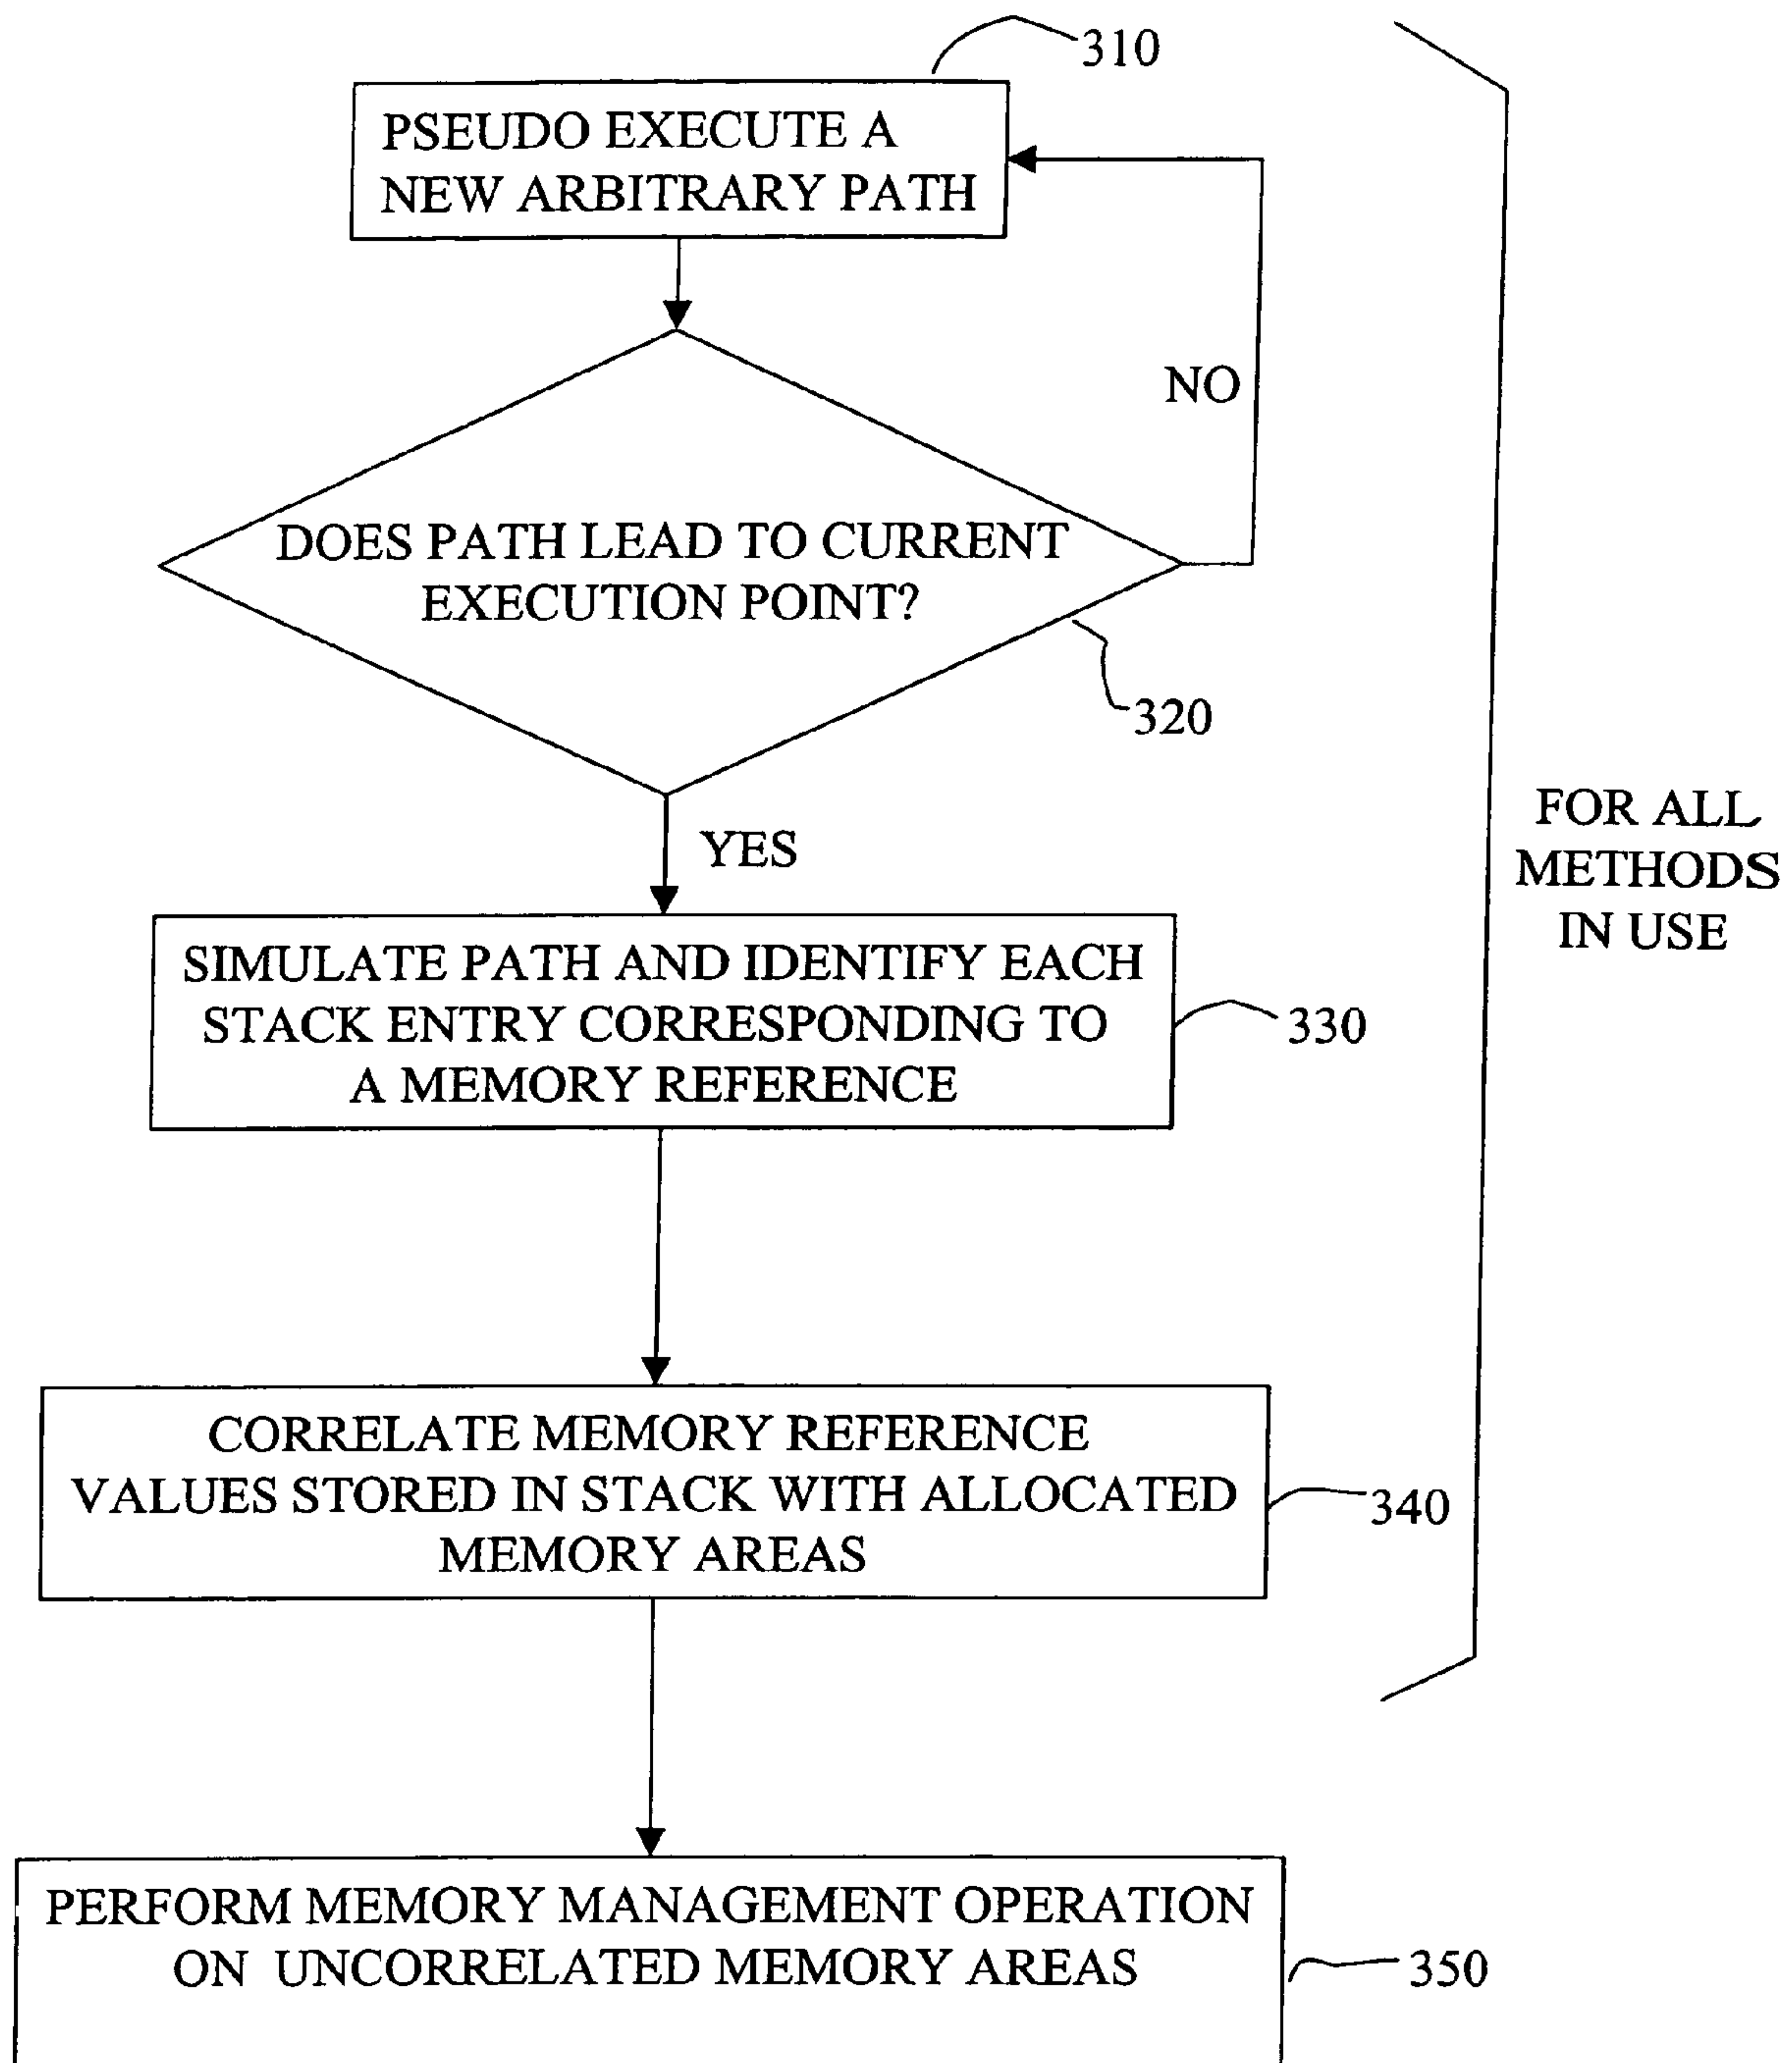 310
PSEUDO EXECUTE A
NEW ARBITRARY PATH
NO
DOES PATH LEAD TO CURRENT
EXECUTION POINT?
320
YES
FOR ALL
METHODS
IN USE
SIMULATE PATH AND IDENTIFY EACH
STACK ENTRY CORRESPONDING TO
A MEMORY REFERENCE
330
CORRELATE MEMORY REFERENCE
VALUES STORED IN STACK WITH ALLOCATED
MEMORY AREAS
340
PERFORM MEMORY MANAGEMENT OPERATION
ON UNCORRELATED MEMORY AREAS
350